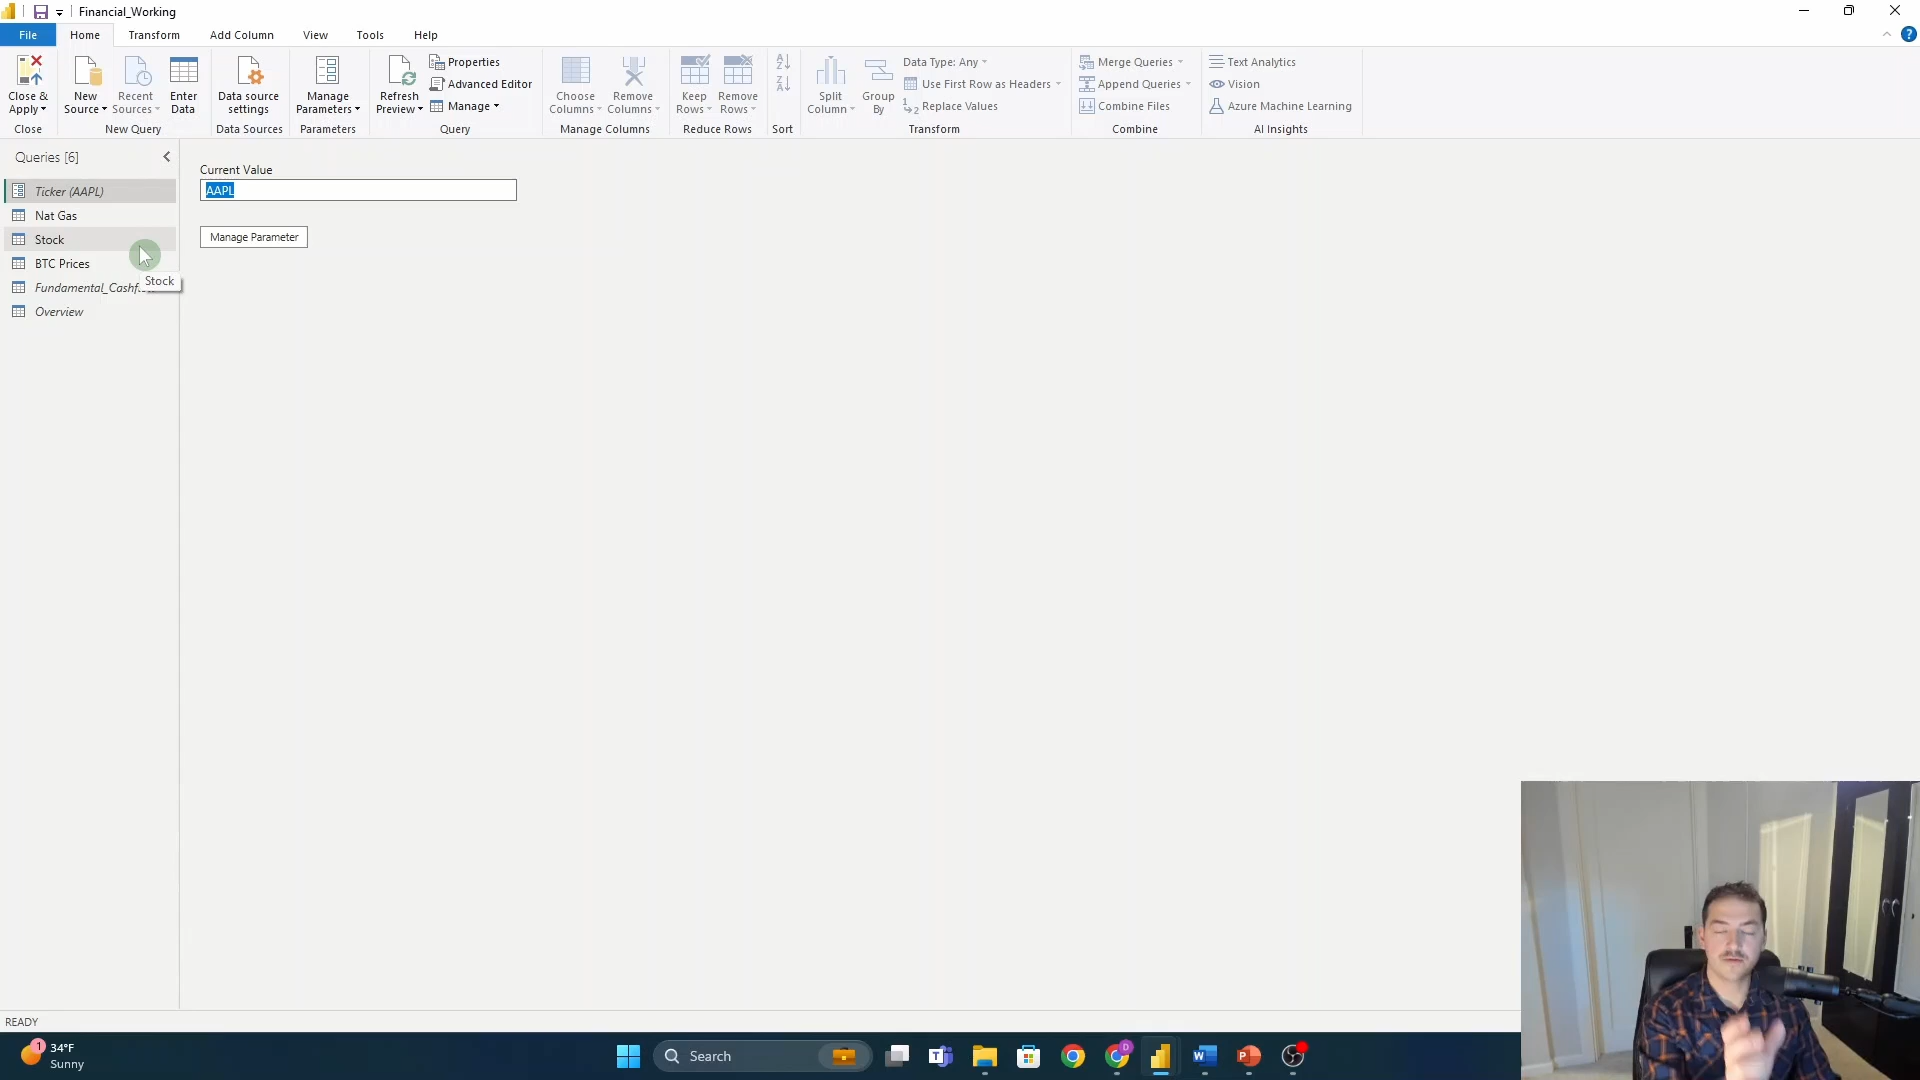 Financial_Working
File
Home
Transform
Add Column
View
Tools
Help
Close &
Apply
New
Source
Recent
Sources
Enter
Data
Data source
settings
Manage
Parameters
Refresh
Preview
Properties
Advanced Editor
Manage
Choose
Columns
Remove
Columns
Keep
Rows
Remove
Rows
A
Z
Z
A
Split
Column
Group
By
Data Type: Any
Use First Row as Headers
1
2
Replace Values
Merge Queries
Append Queries
Combine Files
Text Analytics
Vision
Azure Machine Learning
Close
New Query
Data Sources
Parameters
Query
Manage Columns
Reduce Rows
Sort
Transform
Combine
AI Insights
Queries [6]
Ticker (AAPL)
Nat Gas
Stock
BTC Prices
Stock
Overview
Current Value
AAPL
Manage Parameter
READY
1
34°F
Sunny
Search
T
D
W
P
?